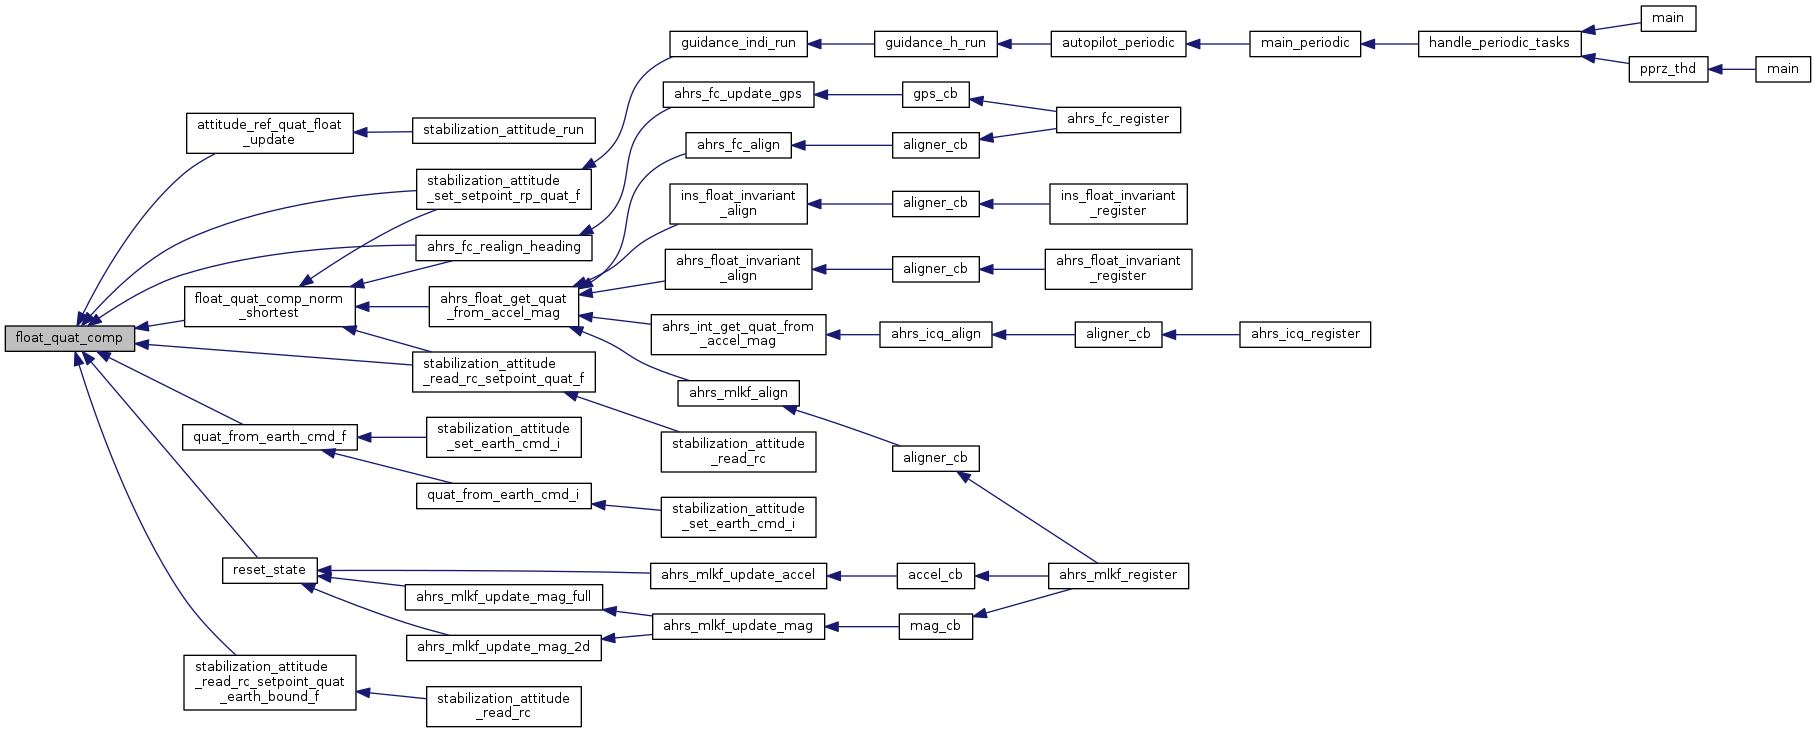 main
guidance_indi_run
guidance_h_run
autopilot_periodic
main_periodic
handle_periodic_tasks
pprz_thd
main
ahrs_fc_update_gps
gps_cb
ahrs_fc_register
attitude_ref_quat_float
_update
stabilization_attitude_run
ahrs_fc_align
aligner_cb
stabilization_attitude
_set_setpoint_rp_quat_f
ins_float_invariant
_align
aligner_cb
ins_float_invariant
_register
ahrs_fc_realign_heading
ahrs_float_invariant
_align
aligner_cb
ahrs_float_invariant
_register
float_quat_comp_norm
_shortest
ahrs_float_get_quat
_from_accel_mag
float_quat_comp
ahrs_int_get_quat_from
_accel_mag
ahrs_icq_align
aligner_cb
ahrs_icq_register
stabilization_attitude
_read_rc_setpoint_quat_f
ahrs_mlkf_align
quat_from_earth_cmd_f
stabilization_attitude
_set_earth_cmd_i
stabilization_attitude
_read_rc
aligner_cb
quat_from_earth_cmd_i
stabilization_attitude
_set_earth_cmd_i
reset_state
ahrs_mlkf_update_accel
accel_cb
ahrs_mlkf_register
ahrs_mlkf_update_mag_full
ahrs_mlkf_update_mag
mag_cb
ahrs_mlkf_update_mag_2d
stabilization_attitude
_read_rc_setpoint_quat
_earth_bound_f
stabilization_attitude
_read_rc